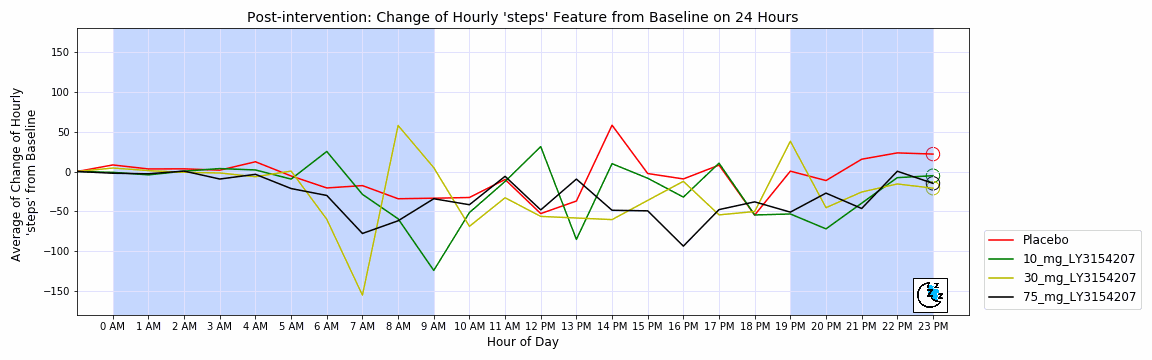 Post-intervention: Change of Hourly 'steps' Feature from Baseline on 24 Hours
Average of Change of Hourly
'steps' from Baseline
150
100
50
0
−50
−100
−150
0 AM 1 AM 2 AM 3 AM 4 AM 5 AM 6 AM 7 AM 8 AM 9 AM 10 AM 11 AM 12 PM 13 PM 14 PM 15 PM 16 PM 17 PM 18 PM 19 PM 20 PM 21 PM 22 PM 23 PM
Hour of Day
Placebo
10_mg_LY3154207
30_mg_LY3154207
75_mg_LY3154207
z z z